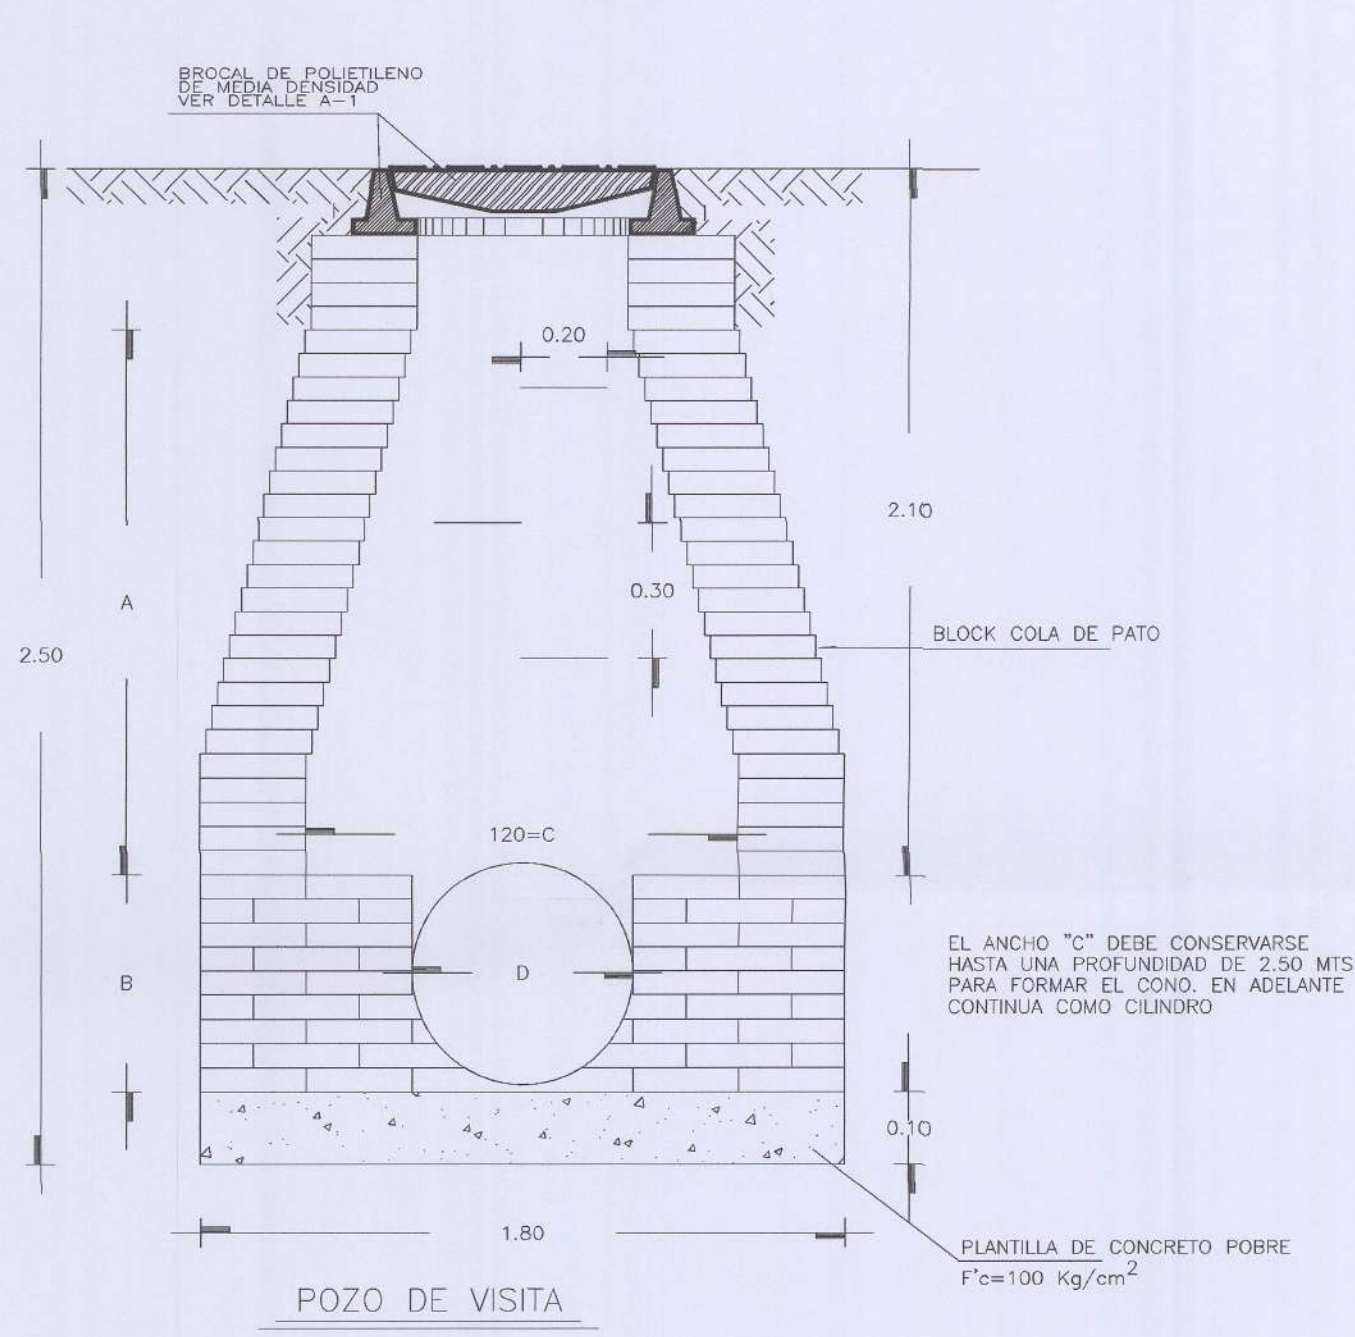 BROCAL DE POLIETILENO
DE MEDIA DENSIDAD
VER DETALLE A-1
0.20
2.10
0.30
A
2.50
BLOCK COLA DE PATO
120=C
D
B
EL ANCHO "C" DEBE CONSERVARSE
HASTA UNA PROFUNDIDAD DE 2.50 MTS
PARA FORMAR EL CONO. EN ADELANTE
CONTINUA COMO CILINDRO
0.10
1.80
PLANTILLA DE CONCRETO POBRE
F'c=100 Kg/cm²
POZO DE VISITA